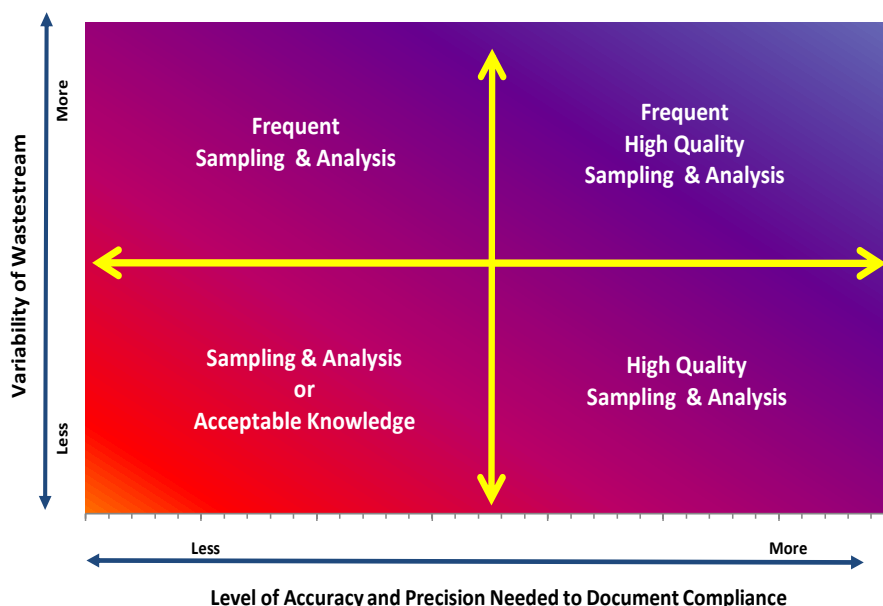 Variability of Wastestream
More
Less
Frequent
Sampling & Analysis
Frequent
High Quality
Sampling & Analysis
Sampling & Analysis
or
Acceptable Knowledge
High Quality
Sampling & Analysis
Less
More
Level of Accuracy and Precision Needed to Document Compliance